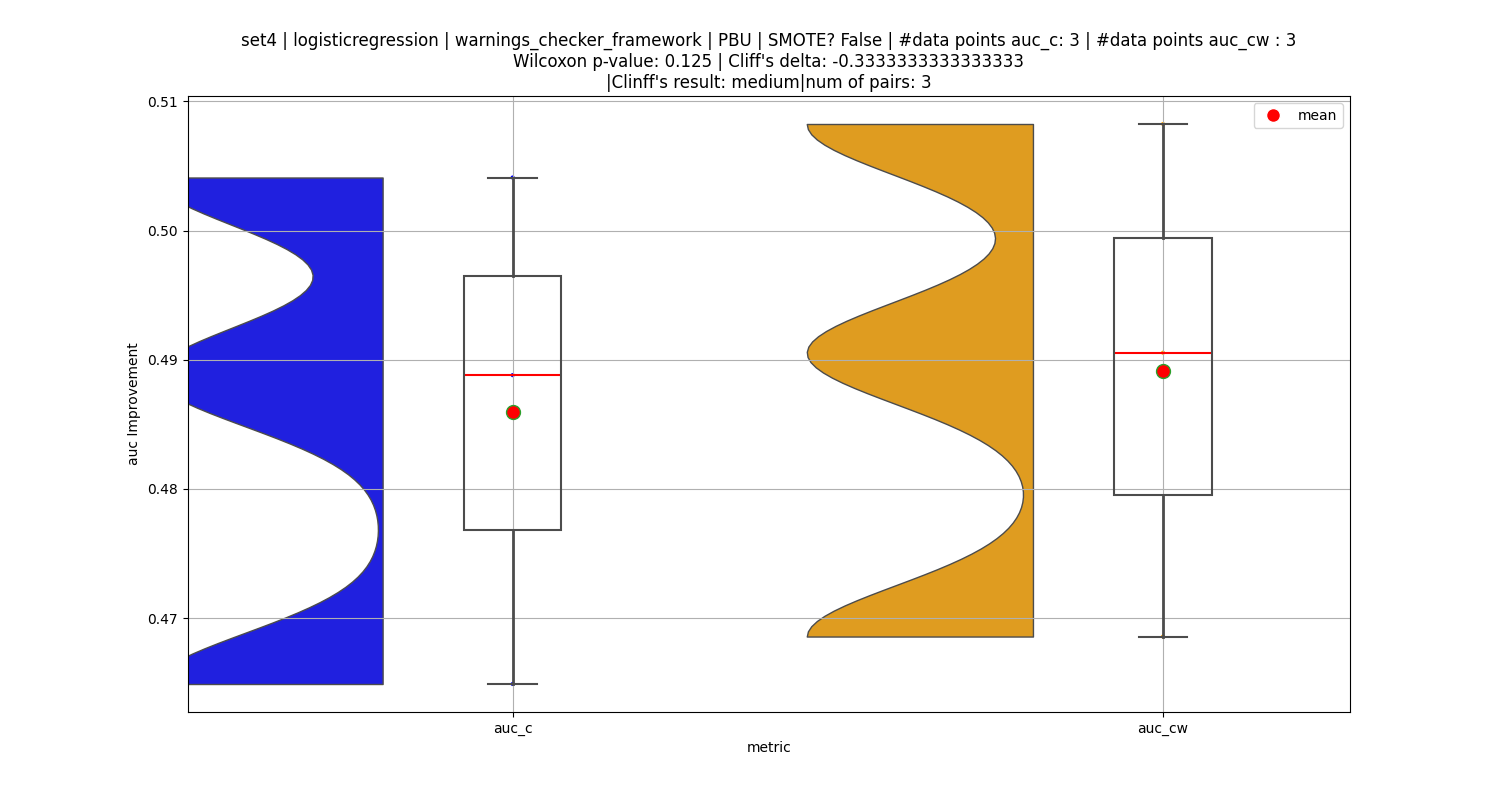 set4 | logisticregression | warnings_checker_framework | PBU | SMOTE? False | #data points auc_c: 3 | #data points auc_cw : 3
Wilcoxon p-value: 0.125 | Cliff's delta: -0.3333333333333333
|Clinff's result: medium|num of pairs: 3
mean
0.51
0.50
0.49
0.48
0.47
auc Improvement
auc_c
auc_cw
metric